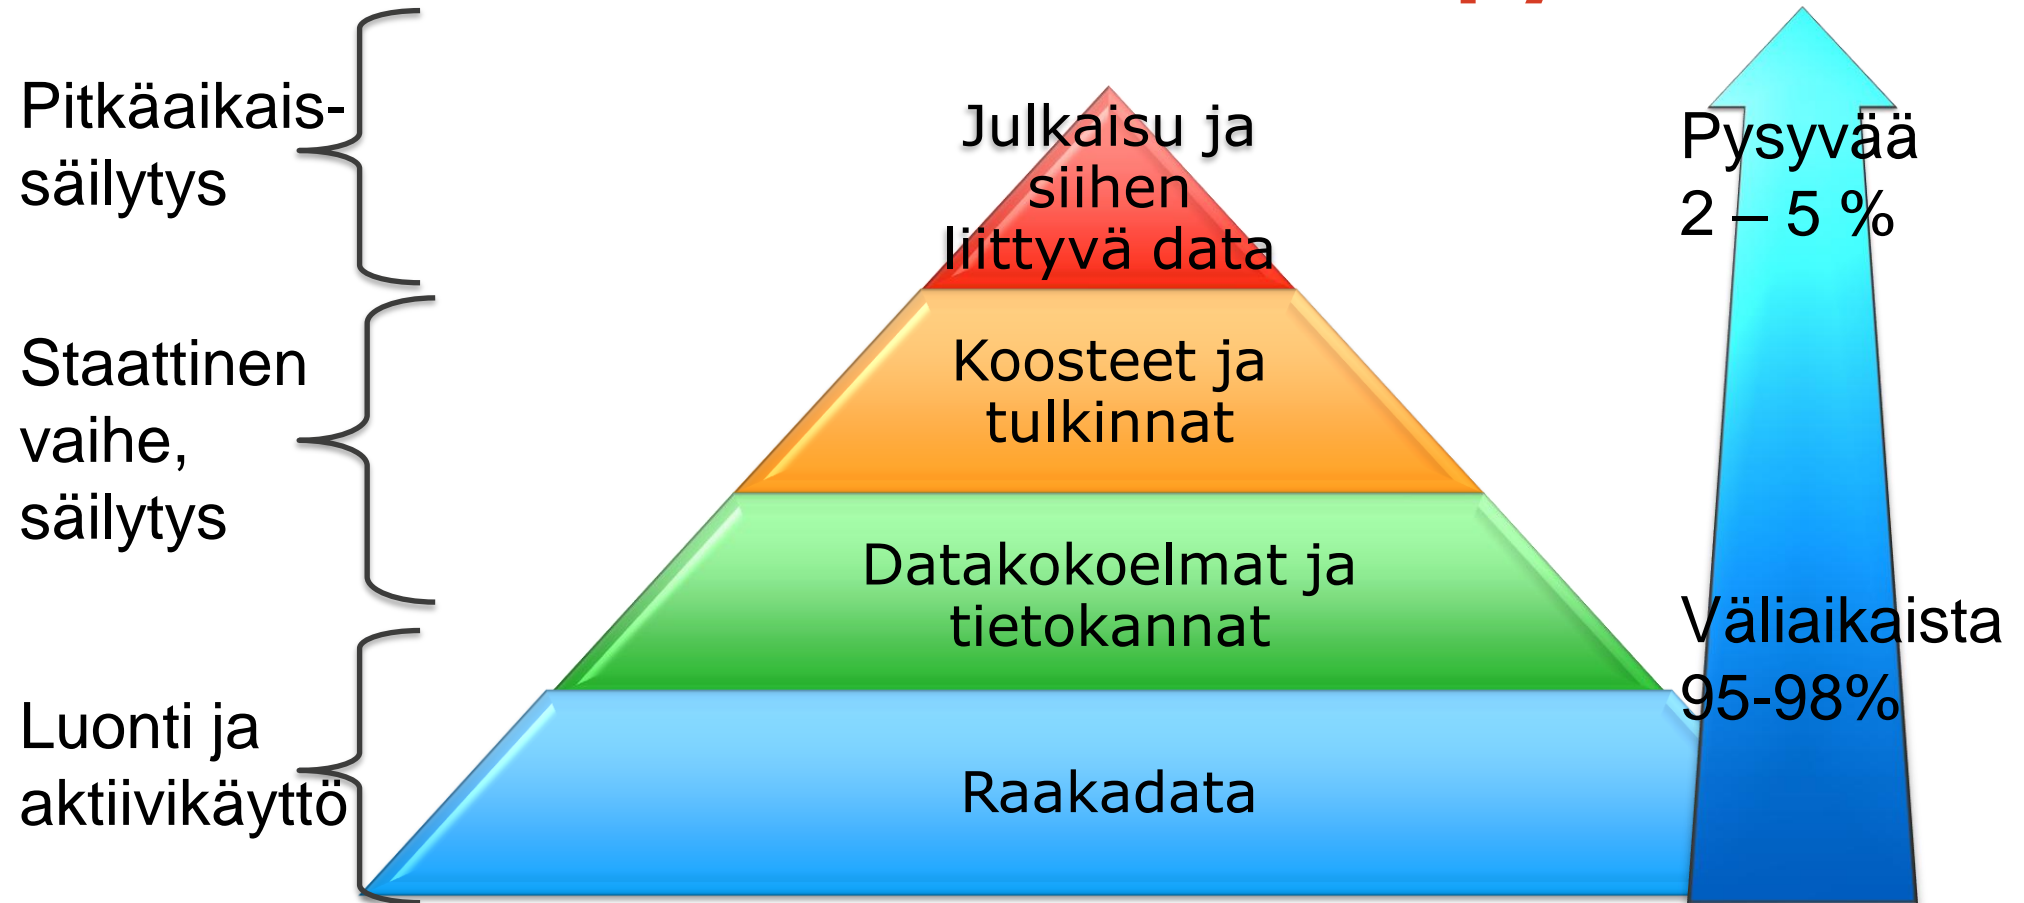 Pitkäaikais-
säilytys
Staattinen
vaihe,
säilytys
Luonti ja
aktiivikäyttö
Julkaisu ja
siihen
liittyvä data
Koosteet ja
tulkinnat
Datakokoelmat ja
tietokannat
Raakadata
Pysyvää
2 – 5 %
Väliaikaista
95-98%